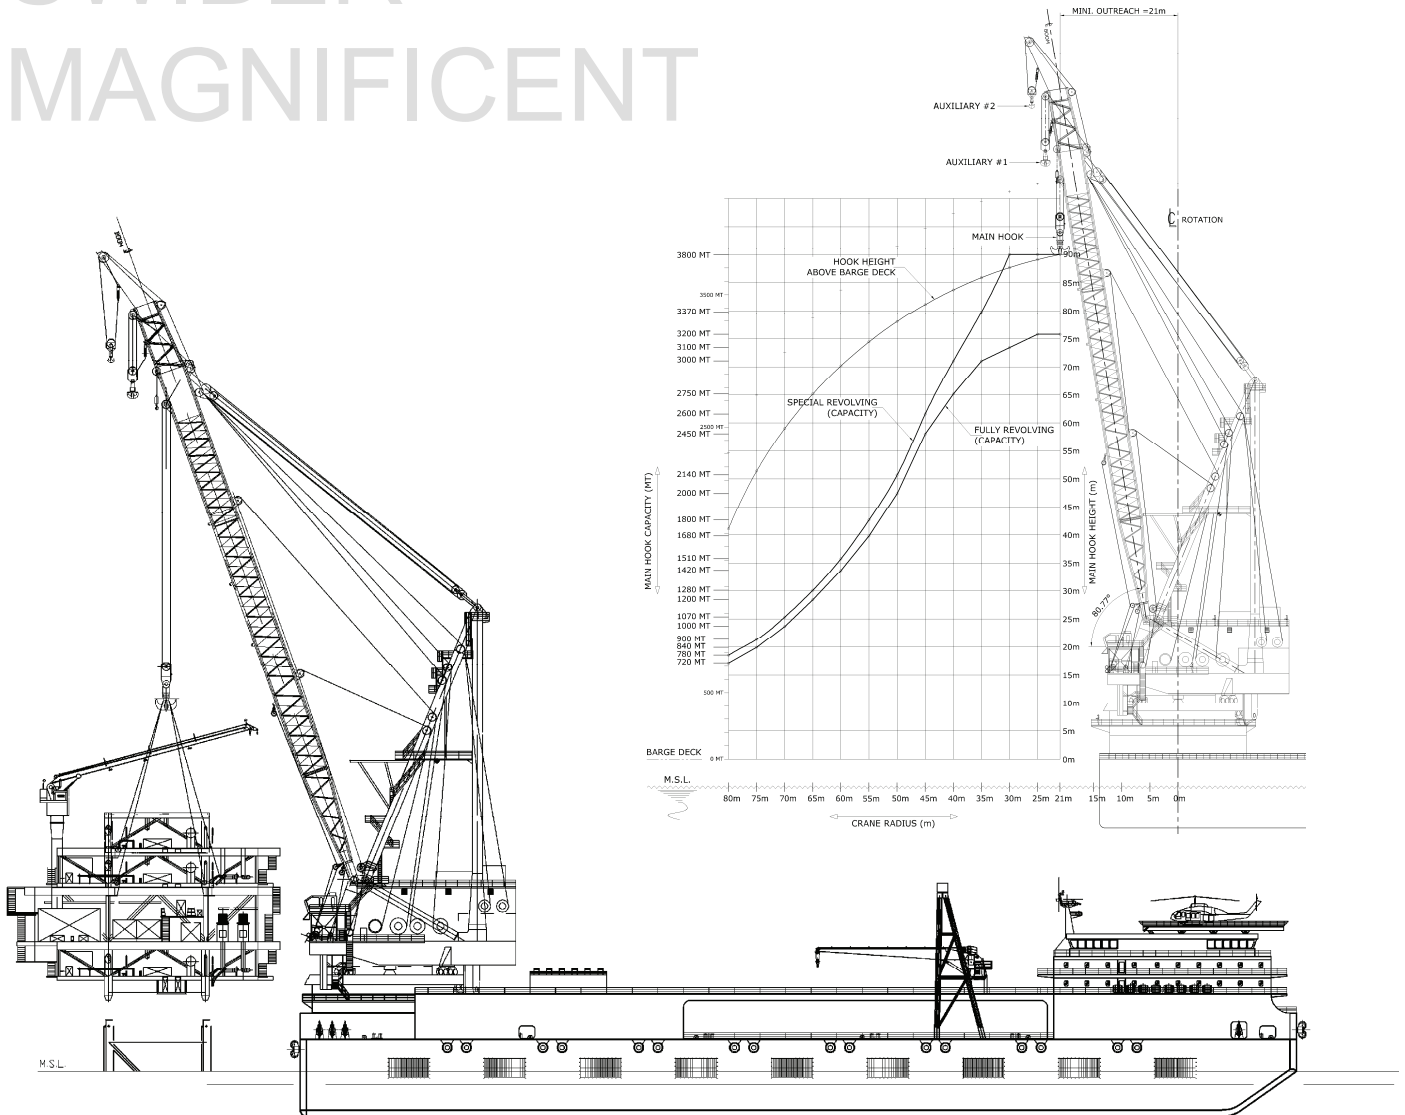 MAGNIFICENT
MINI. OUTREACH =21m
BOOM
AUXILIARY #2
AUXILIARY #1
ROTATION
MAIN HOOK
HOOK HEIGHT
ABOVE BARGE DECK
BOOM
3800 MT
3500 MT
3370 MT
3200 MT
3100 MT
3000 MT
2750 MT
2600 MT
2500 MT
2450 MT
2140 MT
2000 MT
1800 MT
1680 MT
1510 MT
1420 MT
1280 MT
1200 MT
1070 MT
1000 MT
900 MT
840 MT
780 MT
720 MT
500 MT
0 MT
MAIN HOOK CAPACITY (MT)
SPECIAL REVOLVING
(CAPACITY)
FULLY REVOLVING
(CAPACITY)
90m
85m
80m
75m
70m
65m
60m
55m
50m
45m
40m
35m
30m
25m
20m
15m
10m
5m
0m
MAIN HOOK HEIGHT (m)
80.77°
BARGE DECK
M.S.L.
80m 75m 70m 65m 60m 55m 50m 45m 40m 35m 30m 25m 21m 15m 10m 5m 0m
CRANE RADIUS (m)
M.S.L.